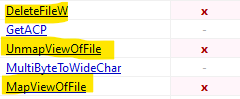 DeleteFileW x
GetACP -
UnmapViewOfFile x
MultiByteToWideChar -
MapViewOfFile x